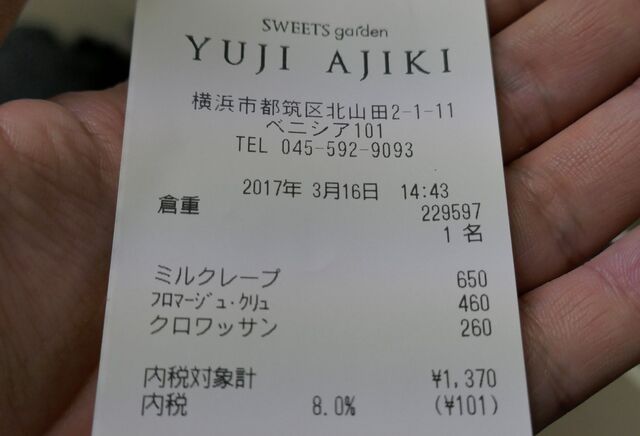 SWEETS garden
YUJI AJIKI
横浜市都筑区北山田2-1-11
ベニシア101
TEL 045-592-9093
2017年 3月16日 14:43
倉重 229597
1 名
ミルクレープ 650
フロマージュ・クリュ 460
クロワッサン 260
内税対象計 ¥1,370
内税 8.0% (¥101)